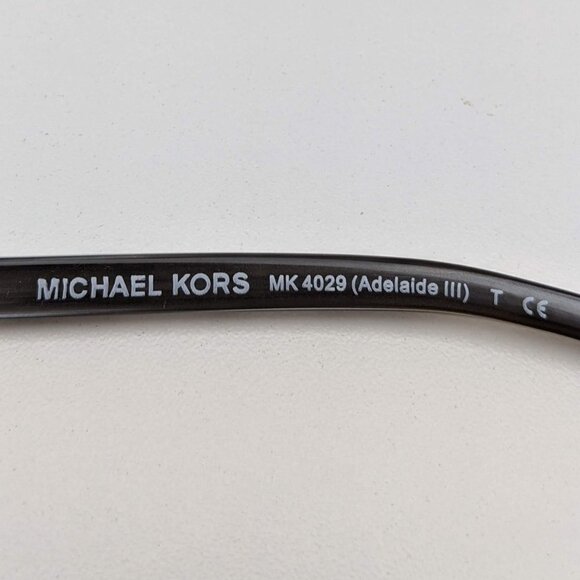 MICHAEL KORS MK 4029 (Adelaide III) T CE